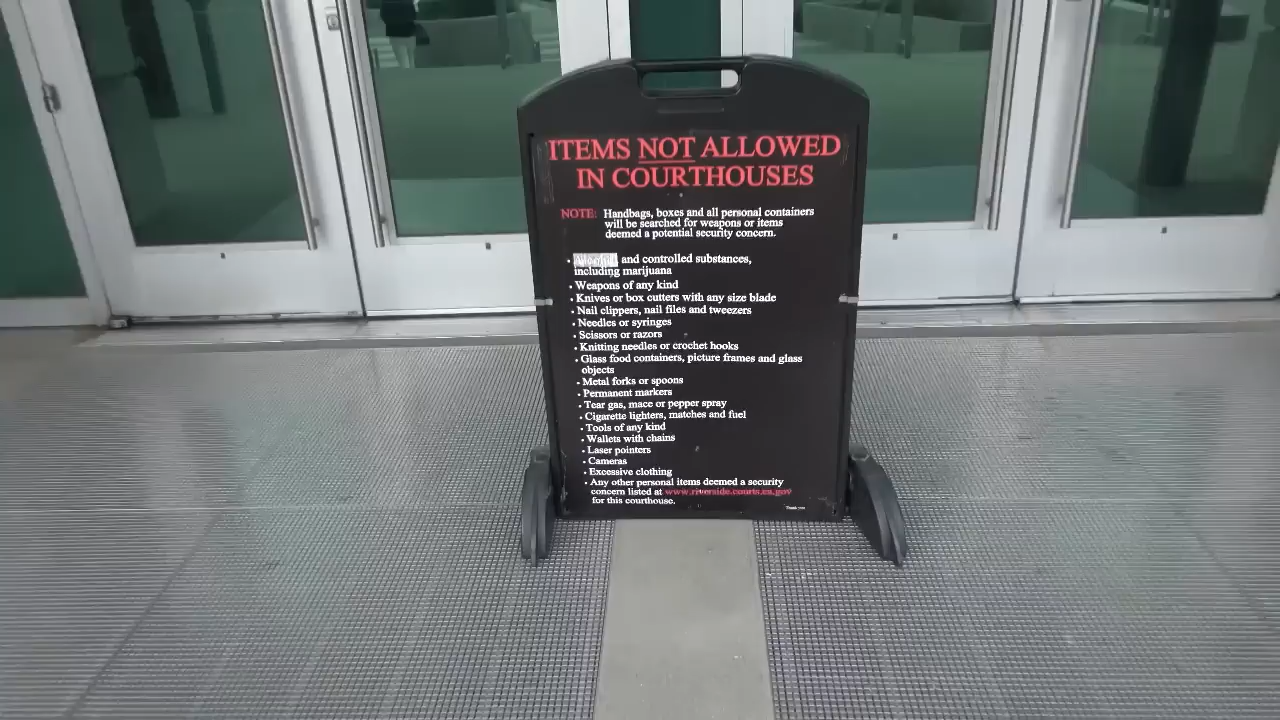 ITEMS NOT ALLOWED
IN COURTHOUSES
NOTE: Handbags, boxes and all personal containers
will be searched for weapons or items
deemed a potential security concern.
• and controlled substances,
including marijuana
• Weapons of any kind
• Knives or box cutters with any size blade
• Nail clippers, nail files and tweezers
• Needles or syringes
• Scissors or razors
• Knitting needles or crochet hooks
• Glass food containers, picture frames and glass
objects
• Metal forks or spoons
• Permanent markers
• Tear gas, mace or pepper spray
• Cigarette lighters, matches and fuel
• Tools of any kind
• Wallets with chains
• Laser pointers
• Cameras
• Excessive clothing
• Any other personal items deemed a security
concern listed at www.riverside.courts.ca.gov
for this courthouse.